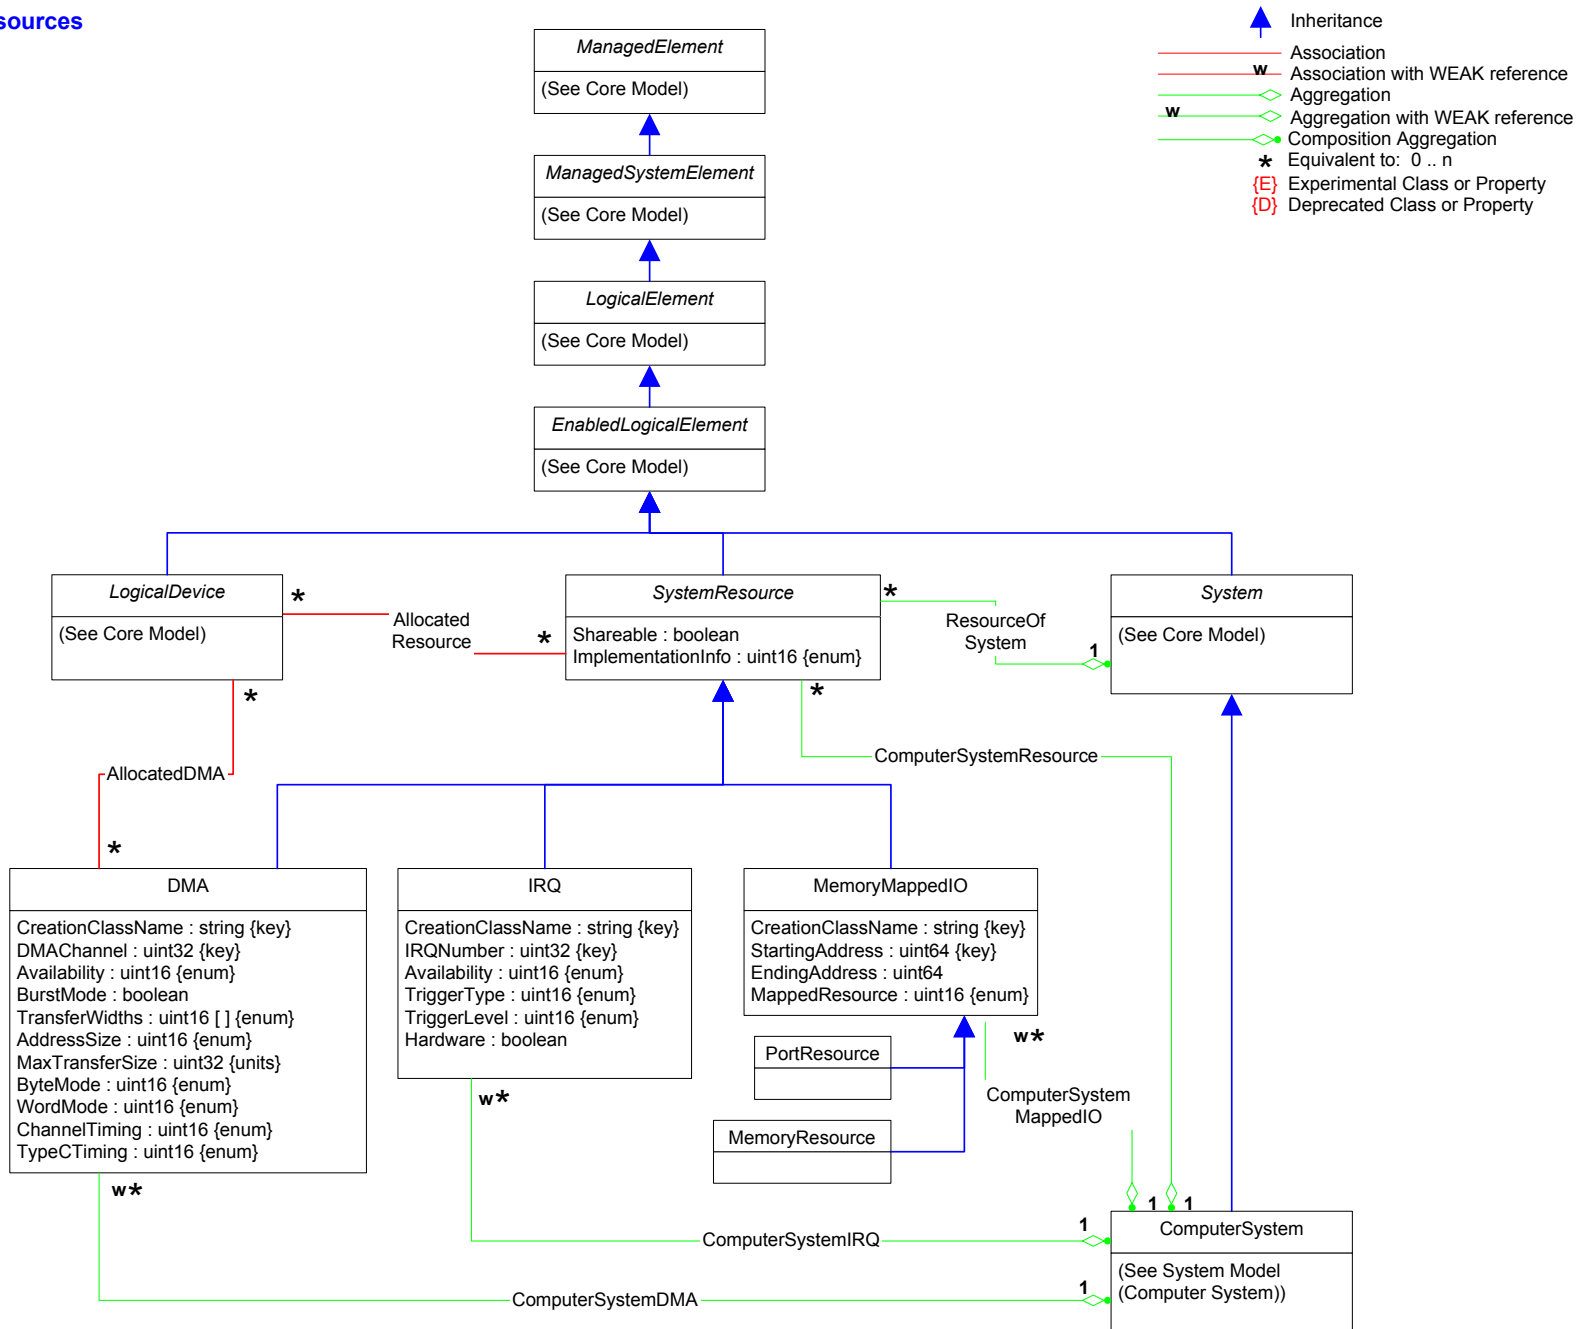 sources
Inheritance
Association
w
Association with WEAK reference
Aggregation
w
Aggregation with WEAK reference
Composition Aggregation
* Equivalent to: 0 .. n
{E} Experimental Class or Property
{D} Deprecated Class or Property
ManagedElement
(See Core Model)
ManagedSystemElement
(See Core Model)
LogicalElement
(See Core Model)
EnabledLogicalElement
(See Core Model)
LogicalDevice
(See Core Model)
*
Allocated
Resource
*
SystemResource
Shareable : boolean
ImplementationInfo : uint16 {enum}
*
ResourceOf
System
1
System
(See Core Model)
*
*
ComputerSystemResource
AllocatedDMA
*
DMA
CreationClassName : string {key}
DMAChannel : uint32 {key}
Availability : uint16 {enum}
BurstMode : boolean
TransferWidths : uint16 [ ] {enum}
AddressSize : uint16 {enum}
MaxTransferSize : uint32 {units}
ByteMode : uint16 {enum}
WordMode : uint16 {enum}
ChannelTiming : uint16 {enum}
TypeCTiming : uint16 {enum}
w*
IRQ
CreationClassName : string {key}
IRQNumber : uint32 {key}
Availability : uint16 {enum}
TriggerType : uint16 {enum}
TriggerLevel : uint16 {enum}
Hardware : boolean
w*
MemoryMappedIO
CreationClassName : string {key}
StartingAddress : uint64 {key}
EndingAddress : uint64
MappedResource : uint16 {enum}
w*
PortResource
MemoryResource
ComputerSystem
MappedIO
1
1
ComputerSystemIRQ
1
ComputerSystemDMA
1
ComputerSystem
(See System Model
(Computer System))